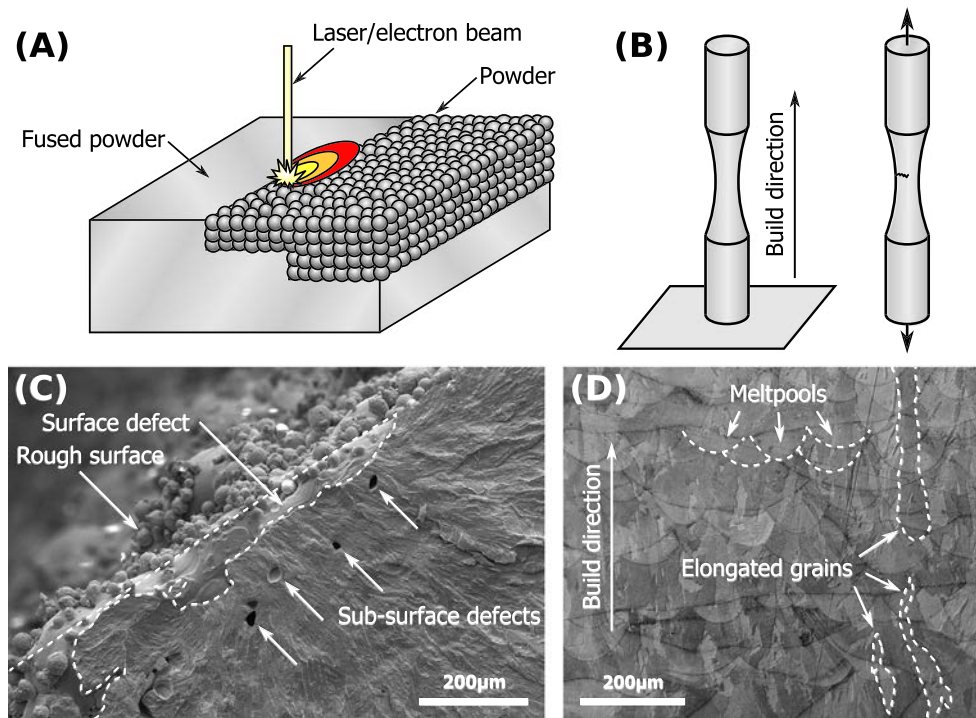 (A)
Laser/electron beam
Powder
Fused powder
(B)
Build direction
(C)
Surface defect
Rough surface
Sub-surface defects
200μm
(D)
Meltpools
Build direction
Elongated grains
200μm